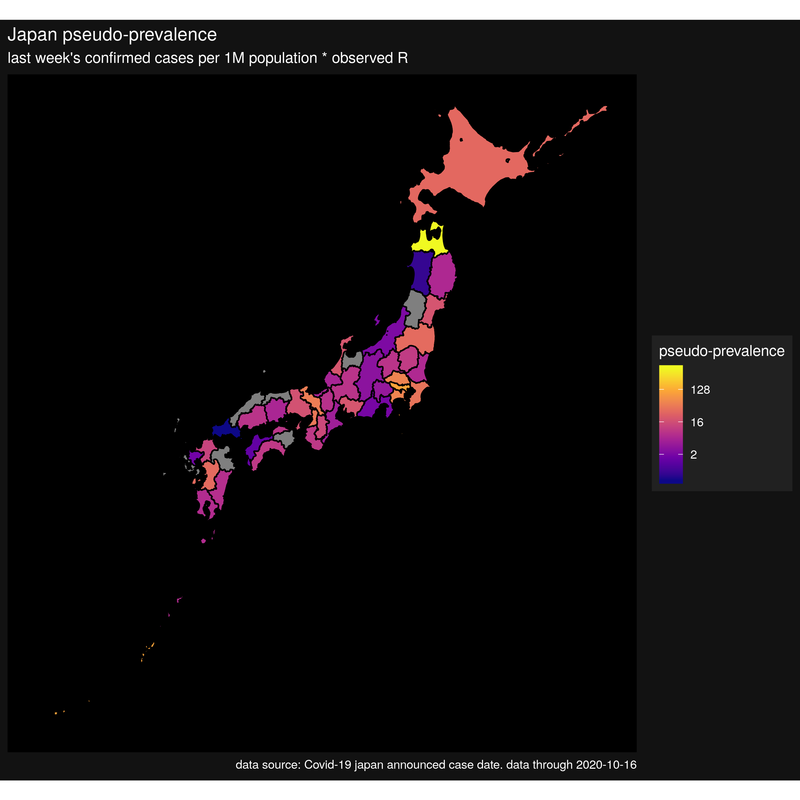 Japan pseudo-prevalence
last week's confirmed cases per 1M population * observed R
pseudo-prevalence
128
16
2
data source: Covid-19 japan announced case date. data through 2020-10-16